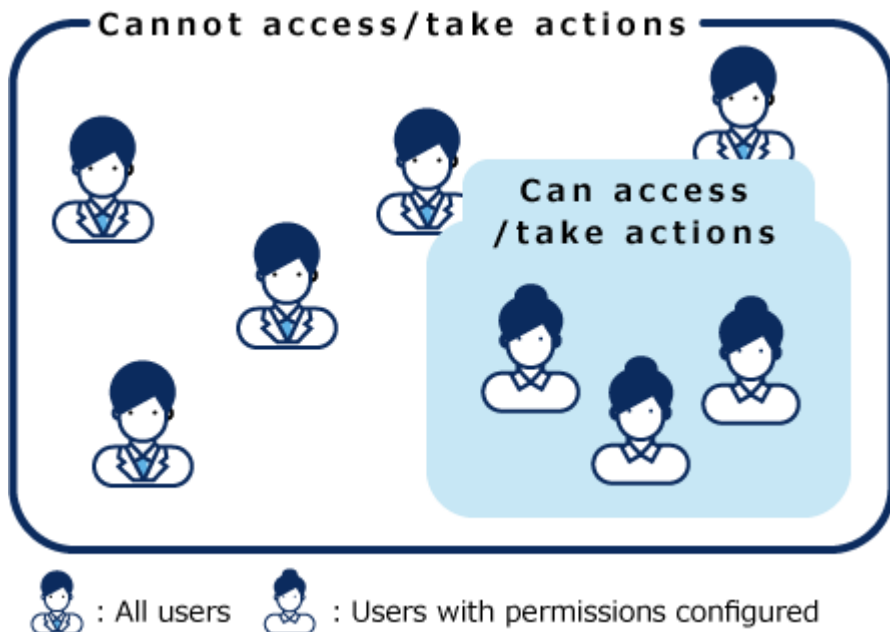 Cannot access/take actions
Can access
/take actions
: All users
: Users with permissions configured